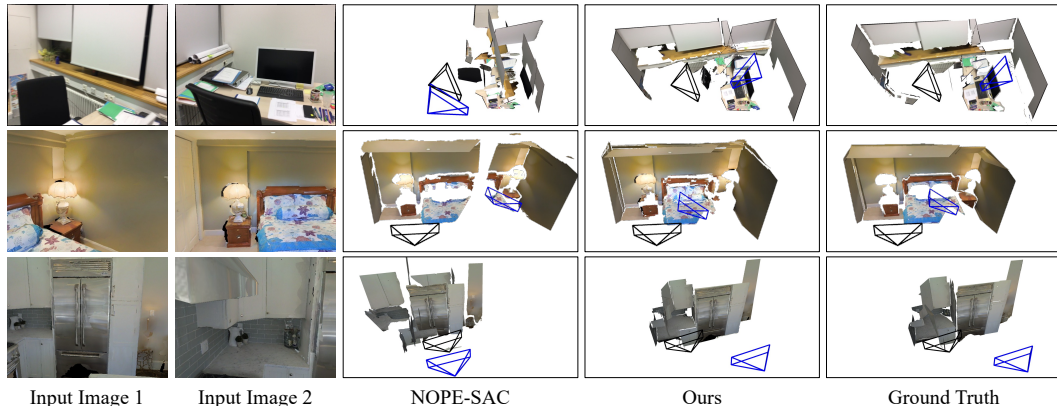 Input Image 1
Input Image 2
NOPE-SAC
Ours
Ground Truth